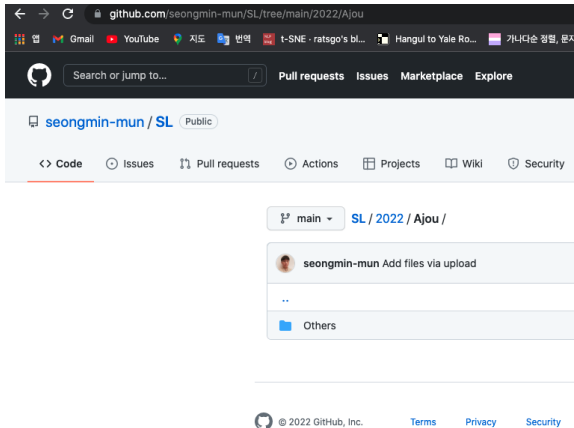 github.com/seongmin-mun/SL/tree/main/2022/Ajou
앱 Gmail YouTube 지도 번역 t-SNE · ratsgo's bl... Hangul to Yale Ro... 가나다순 정렬, 문자
Search or jump to... / Pull requests Issues Marketplace Explore
seongmin-mun / SL Public
<> Code Issues Pull requests Actions Projects Wiki Security
main SL / 2022 / Ajou /
seongmin-mun Add files via upload
..
Others
© 2022 GitHub, Inc. Terms Privacy Security